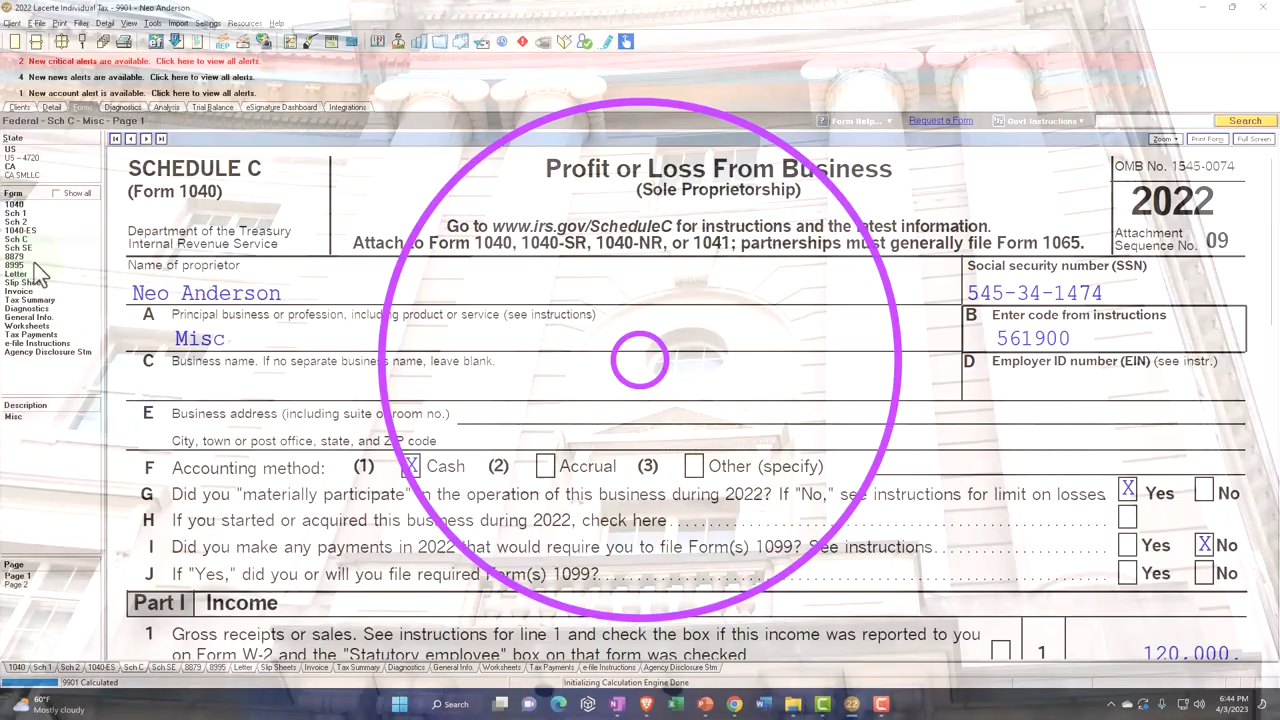 2022 Lacerte Individual Tax - 9901 - Neo Anderson
Client E-File Print Filter Detail View Tools Import Settings Resources Help
2 New critical alerts are available. Click here to view all alerts.
4 New news alerts are available. Click here to view all alerts.
1 New account alert is available. Click here to view all alerts.
Clients Detail Forms Diagnostics Analysis Trial Balance eSignature Dashboard Integrations
Federal - Sch C - Misc - Page 1
Form Help... Request a Form Govt Instructions Search
Zoom Print Form Full Screen
State
US
US - 4720
CA
CA SMLLC
Form Show all
1040
Sch 1
Sch 2
1040-ES
Sch C
Sch SE
8879
8995
Letter
Slip Sheets
Invoice
Tax Summary
Diagnostics
General Info.
Worksheets
Tax Payments
e-file Instructions
Agency Disclosure Stm
Description
Misc
Page
Page 1
Page 2
SCHEDULE C
(Form 1040)
Department of the Treasury
Internal Revenue Service
Profit or Loss From Business
(Sole Proprietorship)
Go to www.irs.gov/ScheduleC for instructions and the latest information.
Attach to Form 1040, 1040-SR, 1040-NR, or 1041; partnerships must generally file Form 1065.
OMB No. 1545-0074
2022
Attachment
Sequence No. 09
Name of proprietor
Neo Anderson
Social security number (SSN)
545-34-1474
A Principal business or profession, including product or service (see instructions)
Misc
B Enter code from instructions
561900
C Business name. If no separate business name, leave blank.
D Employer ID number (EIN) (see instr.)
E Business address (including suite or room no.)
City, town or post office, state, and ZIP code
F Accounting method: (1) X Cash (2) Accrual (3) Other (specify)
G Did you "materially participate" in the operation of this business during 2022? If "No," see instructions for limit on losses. X Yes No
H If you started or acquired this business during 2022, check here
I Did you make any payments in 2022 that would require you to file Form(s) 1099? See instructions Yes X No
J If "Yes," did you or will you file required Form(s) 1099? Yes No
Part I Income
1 Gross receipts or sales. See instructions for line 1 and check the box if this income was reported to you
on Form W-2 and the "Statutory employee" box on that form was checked 1 120,000.
1040 Sch 1 Sch 2 1040-ES Sch C Sch SE 8879 8995 Letter Slip Sheets Invoice Tax Summary Diagnostics General Info. Worksheets Tax Payments e-file Instructions Agency Disclosure Stm
9901 Calculated
Initializing Calculation Engine Done
60°F
Mostly cloudy
Search
6:44 PM
4/3/2023